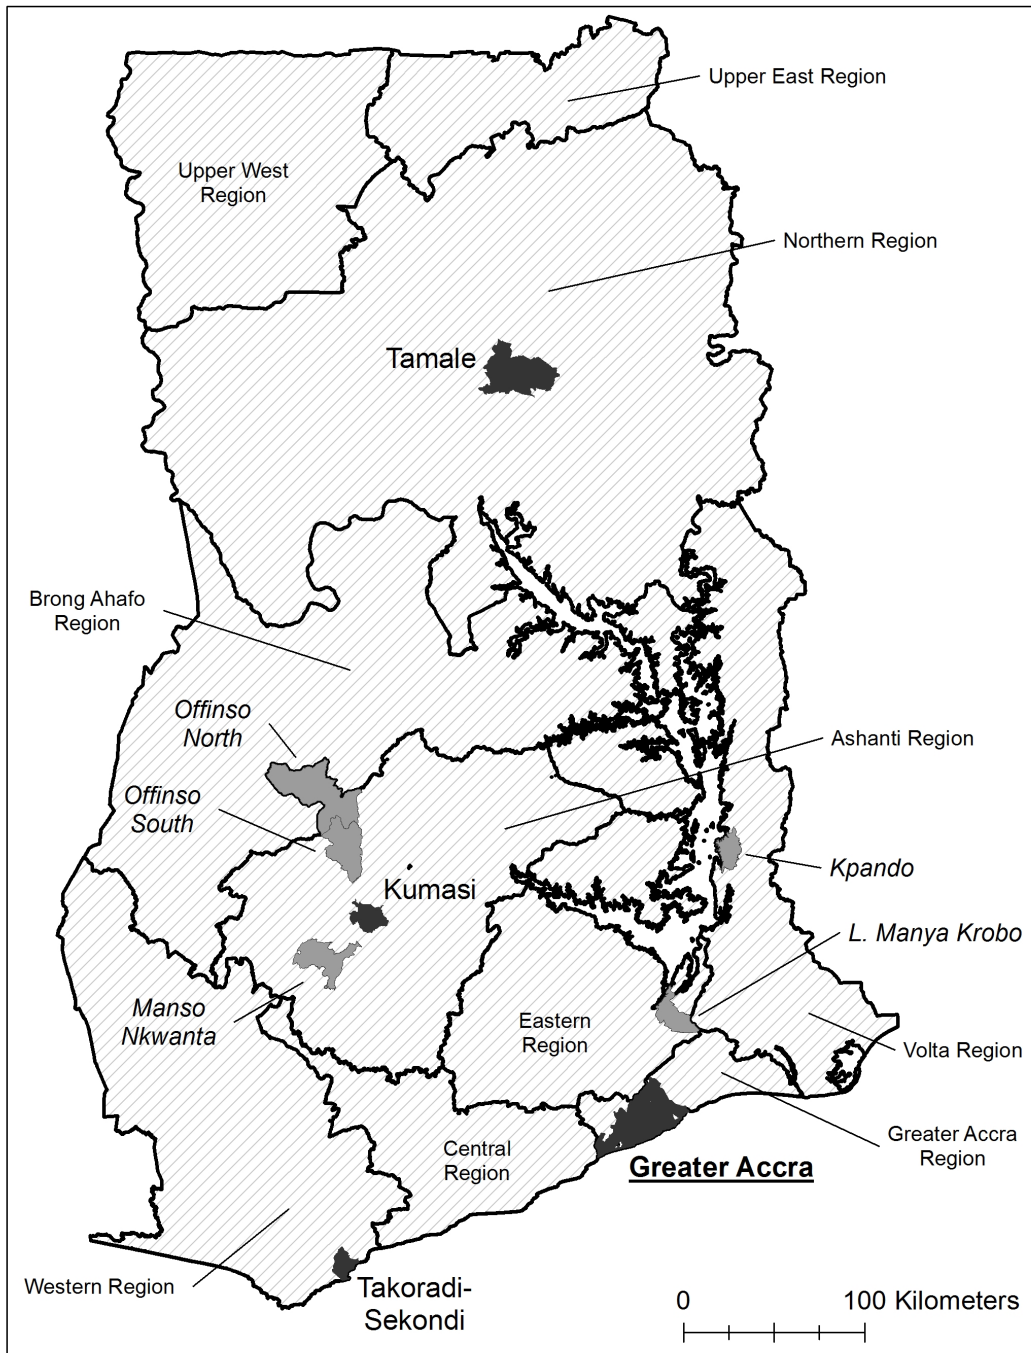 Upper East Region
Upper West
Region
Northern Region
Tamale
Brong Ahafo
Region
Offinso
North
Ashanti Region
Offinso
South
Kpando
Kumasi
L. Manya Krobo
Manso
Nkwanta
Eastern
Region
Volta Region
Central
Region
Greater Accra
Region
Greater Accra
Western Region
Takoradi-
Sekondi
0 100 Kilometers